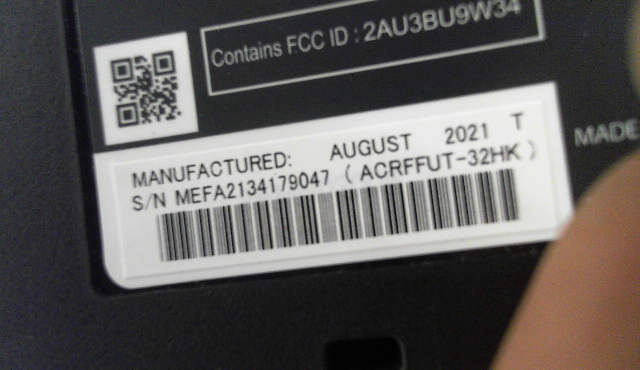 Contains FCC ID : 2AU3BU9W34
MANUFACTURED: AUGUST 2021 T
S/N MEFA2134179047 ( ACRFFUT-32HK )
MADE